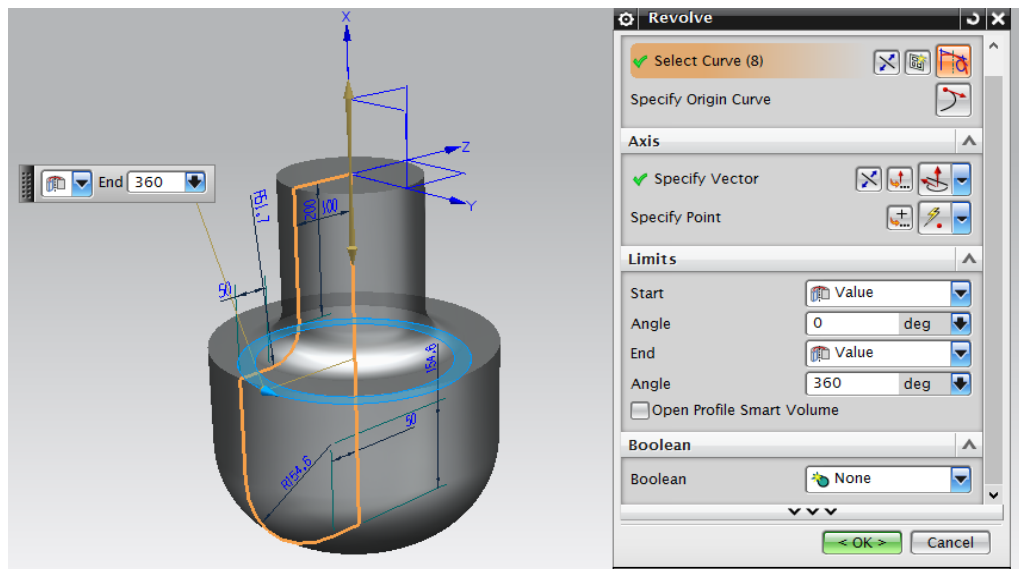 Revolve
X
Select Curve (8)
Specify Origin Curve
Axis
Z
Specify Vector
End 360
R51,7
200
100
Y
Specify Point
Limits
50
Start Value
Angle 0 deg
End Value
154,6
Angle 360 deg
Open Profile Smart Volume
50
Boolean
R154,6
Boolean None
< OK > Cancel